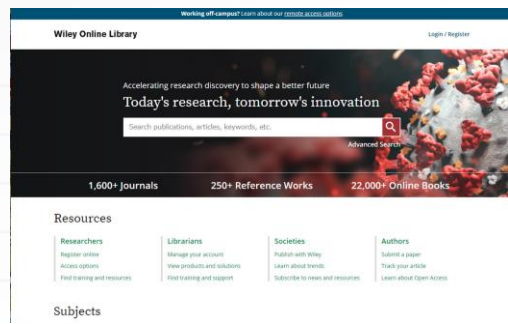 Working off-campus? Learn about our remote access options
Wiley Online Library
Login / Register
Accelerating research discovery to shape a better future
Today's research, tomorrow's innovation
Search publications, articles, keywords, etc.
Advanced Search
1,600+ Journals 250+ Reference Works 22,000+ Online Books
Resources
Researchers Librarians Societies Authors
Register online Manage your account Publish with Wiley Submit a paper
Access options View products and solutions Learn about trends Track your article
Find training and resources Find training and support Subscribe to news and resources Learn about Open Access
Subjects